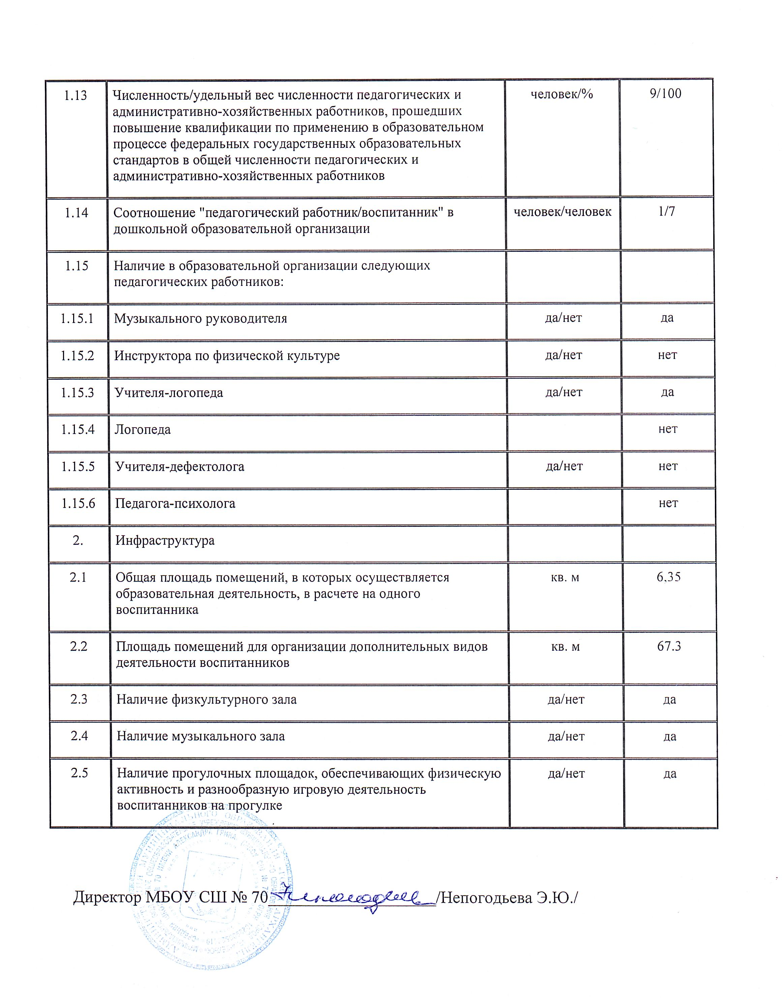 1.13 Численность/удельный вес численности педагогических и человек/% 9/100
административно-хозяйственных работников, прошедших
повышение квалификации по применению в образовательном
процессе федеральных государственных образовательных
стандартов в общей численности педагогических и
административно-хозяйственных работников
1.14 Соотношение "педагогический работник/воспитанник" в человек/человек 1/7
дошкольной образовательной организации
1.15 Наличие в образовательной организации следующих
педагогических работников:
1.15.1 Музыкального руководителя да/нет да
1.15.2 Инструктора по физической культуре да/нет нет
1.15.3 Учителя-логопеда да/нет да
1.15.4 Логопеда нет
1.15.5 Учителя-дефектолога да/нет нет
1.15.6 Педагога-психолога нет
2. Инфраструктура
2.1 Общая площадь помещений, в которых осуществляется кв. м 6,35
образовательная деятельность, в расчете на одного
воспитанника
2.2 Площадь помещений для организации дополнительных видов кв. м 67.3
деятельности воспитанников
2.3 Наличие физкультурного зала да/нет да
2.4 Наличие музыкального зала да/нет да
2.5 Наличие прогулочных площадок, обеспечивающих физическую да/нет да
активность и разнообразную игровую деятельность
воспитанников на прогулке
Директор МБОУ СШ № 70 /Непогодьева Э.Ю./